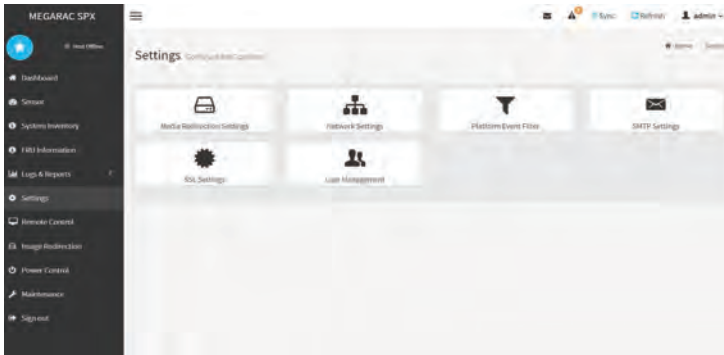 MEGARAC SPX
0
Sync
Refresh
admin
Host Offline
Settings
Home
Dashboard
Sensor
System Inventory
FRU Information
Logs & Reports
Settings
Remote Control
Image Redirection
Power Control
Maintenance
Sign out
Media Redirection Settings
Network Settings
Platform Event Filter
SMTP Settings
SSL Settings
User Management